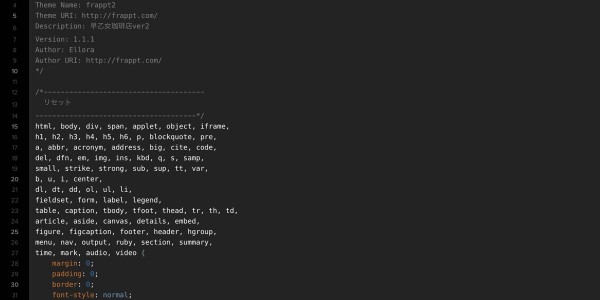 4 Theme Name: frappt2
5 Theme URI: http://frappt.com/
6 Description: 早乙女珈琲店ver2
7 Version: 1.1.1
8 Author: Ellora
9 Author URI: http://frappt.com/
10 */
11
12 /*--------------------------------------
13 リセット
14 --------------------------------------*/
15 html, body, div, span, applet, object, iframe,
16 h1, h2, h3, h4, h5, h6, p, blockquote, pre,
17 a, abbr, acronym, address, big, cite, code,
18 del, dfn, em, img, ins, kbd, q, s, samp,
19 small, strike, strong, sub, sup, tt, var,
20 b, u, i, center,
21 dl, dt, dd, ol, ul, li,
22 fieldset, form, label, legend,
23 table, caption, tbody, tfoot, thead, tr, th, td,
24 article, aside, canvas, details, embed,
25 figure, figcaption, footer, header, hgroup,
26 menu, nav, output, ruby, section, summary,
27 time, mark, audio, video {
28 margin: 0;
29 padding: 0;
30 border: 0;
31 font-style: normal;